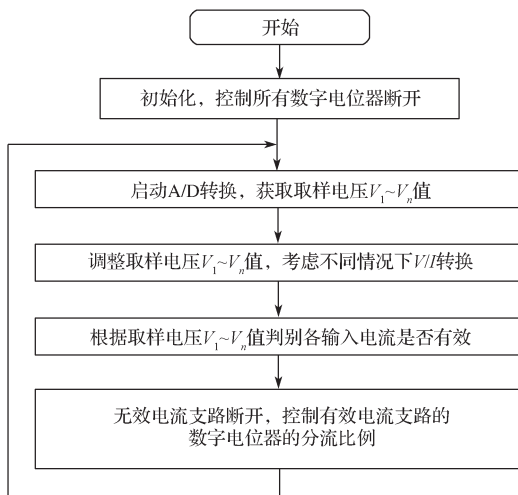 开始
初始化，控制所有数字电位器断开
启动A/D转换，获取取样电压V₁~Vₙ值
调整取样电压V₁~Vₙ值，考虑不同情况下V/I转换
根据取样电压V₁~Vₙ值判别各输入电流是否有效
无效电流支路断开，控制有效电流支路的
数字电位器的分流比例